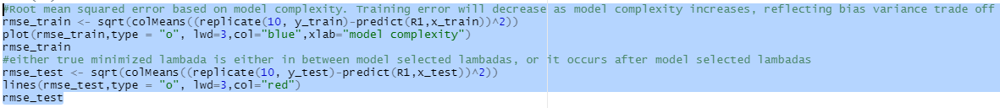 #Root mean squared error based on model complexity. Training error will decrease as model complexity increases, reflecting bias variance trade off
rmse_train <- sqrt(colMeans((replicate(10, y_train)-predict(R1,x_train))^2))
plot(rmse_train,type = "o", lwd=3,col="blue",xlab="model complexity")
rmse_train
#either true minimized lambada is either in between model selected lambadas, or it occurs after model selected lambadas
rmse_test <- sqrt(colMeans((replicate(10, y_test)-predict(R1,x_test))^2))
lines(rmse_test,type = "o", lwd=3,col="red")
rmse_test